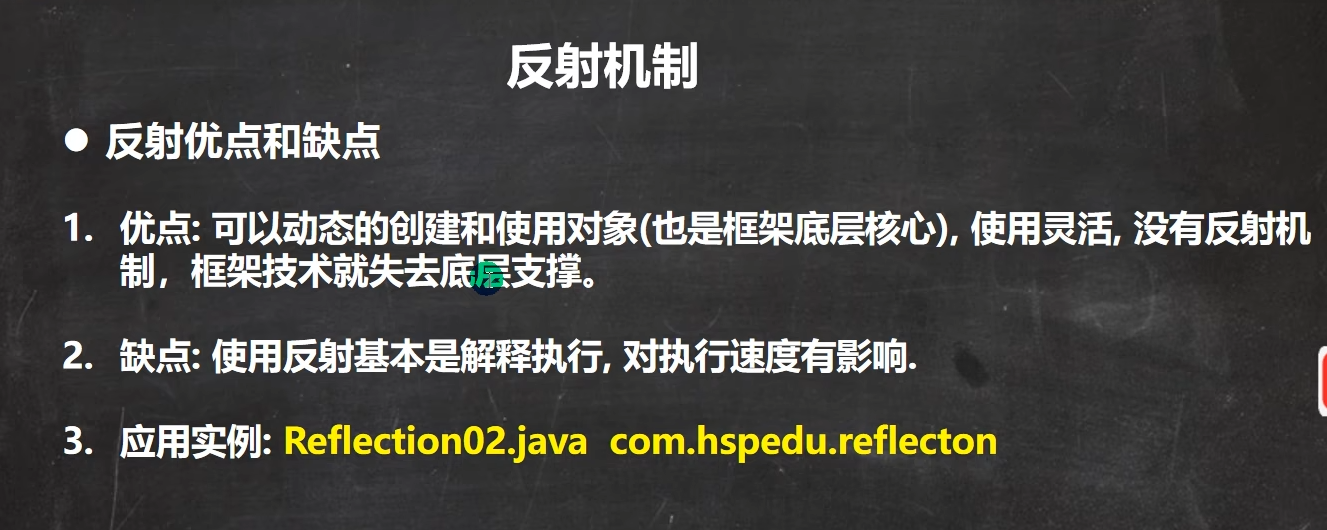 反射机制
● 反射优点和缺点
1. 优点: 可以动态的创建和使用对象(也是框架底层核心), 使用灵活, 没有反射机
制，框架技术就失去底层支撑。
2. 缺点: 使用反射基本是解释执行, 对执行速度有影响.
3. 应用实例: Reflection02.java com.hspedu.reflecton